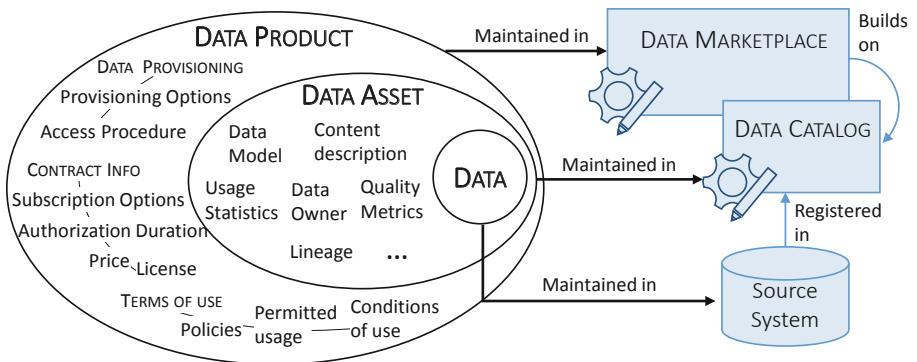 DATA PRODUCT
DATA PROVISIONING
Provisioning Options
Access Procedure
CONTRACT INFO
Subscription Options
Authorization Duration
Price
License
TERMS OF USE
Policies
Permitted
usage
Conditions
of use
DATA ASSET
Data
Model
Content
description
Usage
Statistics
Data
Owner
Quality
Metrics
Lineage
...
DATA
Maintained in
DATA MARKETPLACE
Builds
on
Maintained in
DATA CATALOG
Registered
in
Maintained in
Source
System